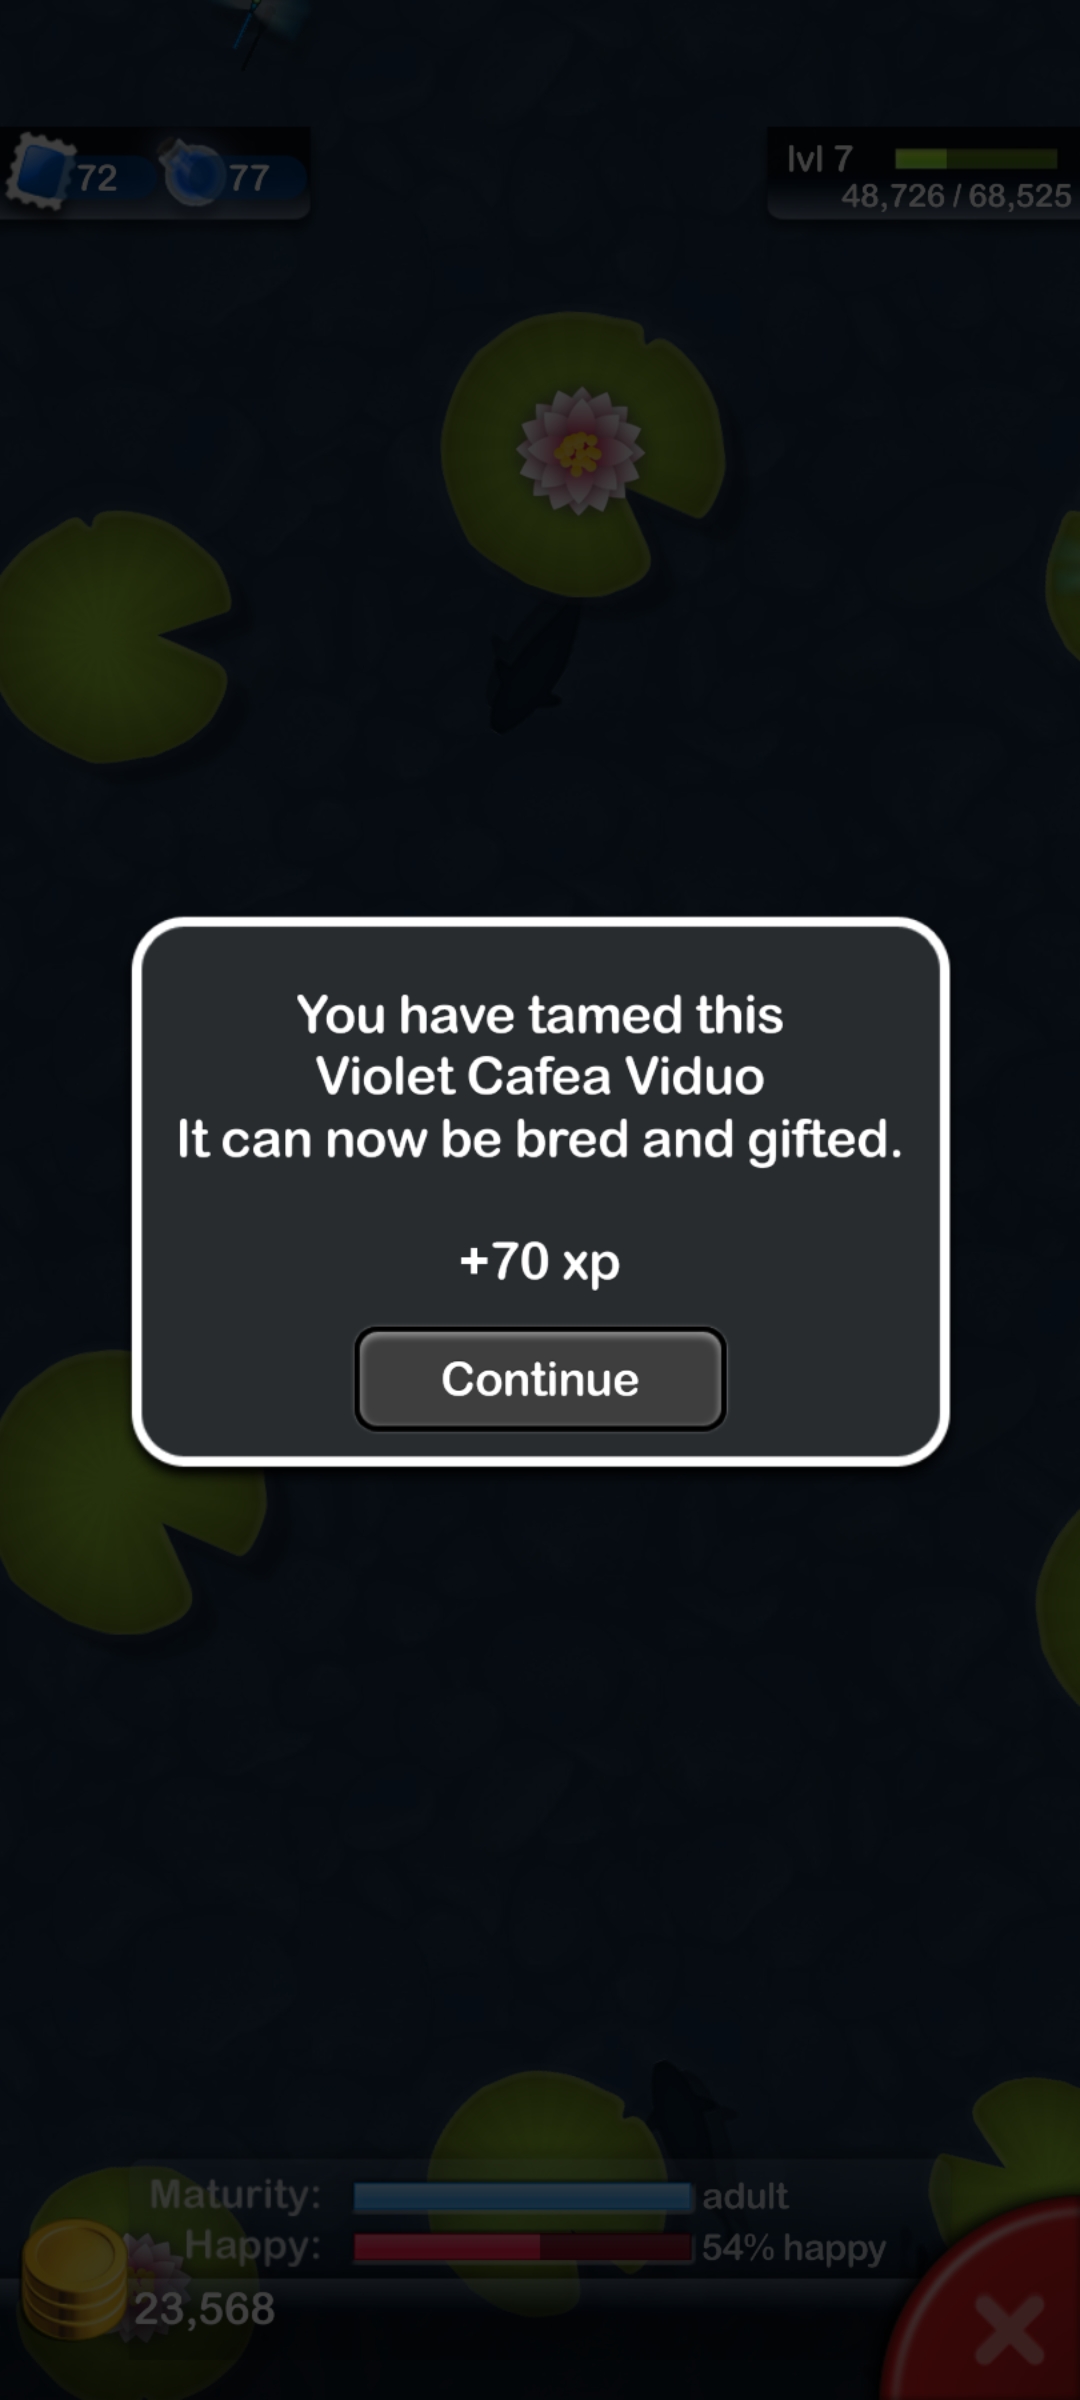 72 77
lvl 7
48,726 / 68,525
You have tamed this
Violet Cafea Viduo
It can now be bred and gifted.
+70 xp
Continue
Maturity: adult
Happy: 54% happy
23,568